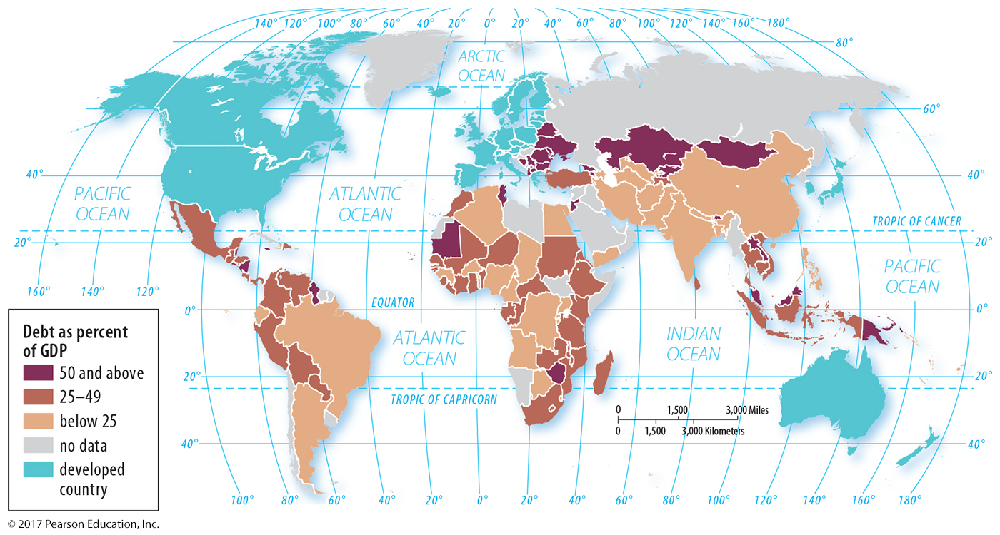 140° 120° 100° 80° 60° 40° 20° 0° 20° 40° 60° 80° 100° 120° 140° 160° 180°
80°
ARCTIC
OCEAN
60°
40°
40°
PACIFIC
OCEAN
ATLANTIC
OCEAN
TROPIC OF CANCER
20°
20°
PACIFIC
OCEAN
160° 140° 120°
EQUATOR
0°
0°
ATLANTIC
OCEAN
INDIAN
OCEAN
20°
20°
TROPIC OF CAPRICORN
0 1,500 3,000 Miles
0 1,500 3,000 Kilometers
40°
40°
100° 80° 60° 40° 20° 0° 20° 40° 60° 80° 100° 120° 140° 160° 180°
Debt as percent
of GDP
50 and above
25–49
below 25
no data
developed
country
© 2017 Pearson Education, Inc.